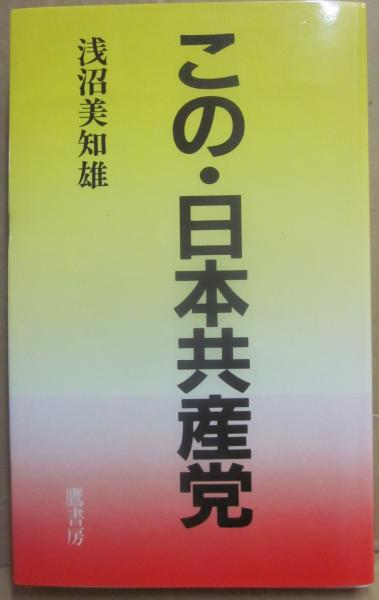 この・日本共産党
浅沼美知雄
鷹書房